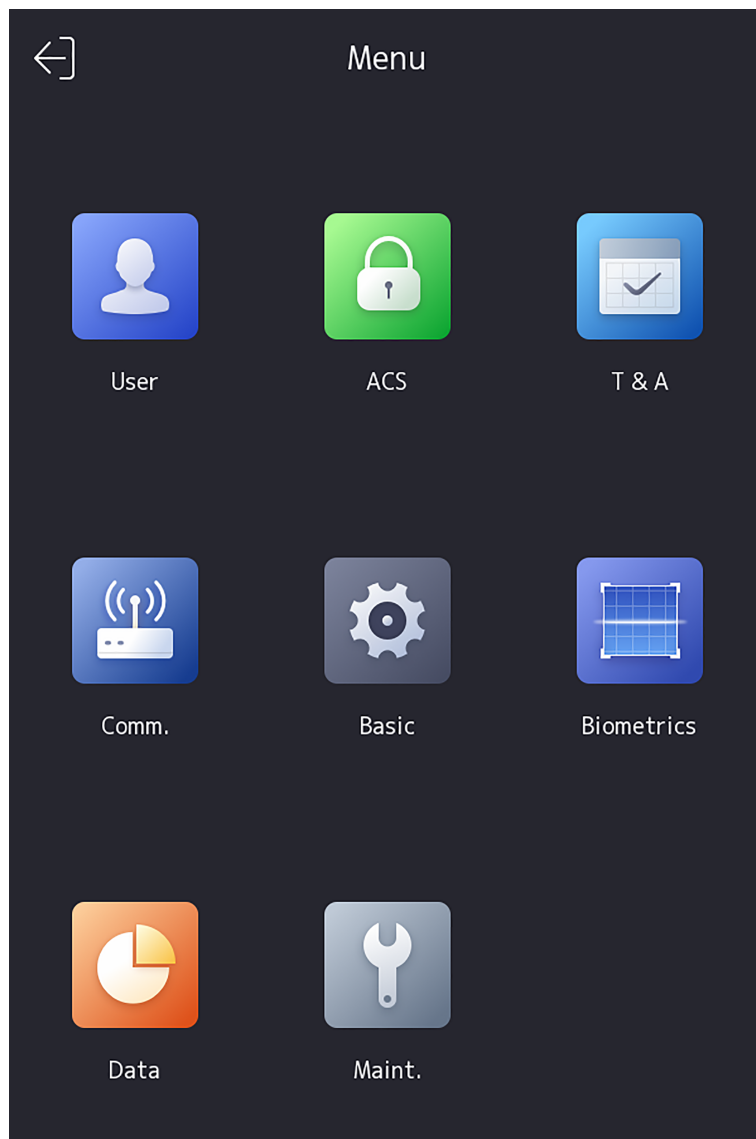 Menu
User
ACS
T & A
Comm.
Basic
Biometrics
Data
Maint.